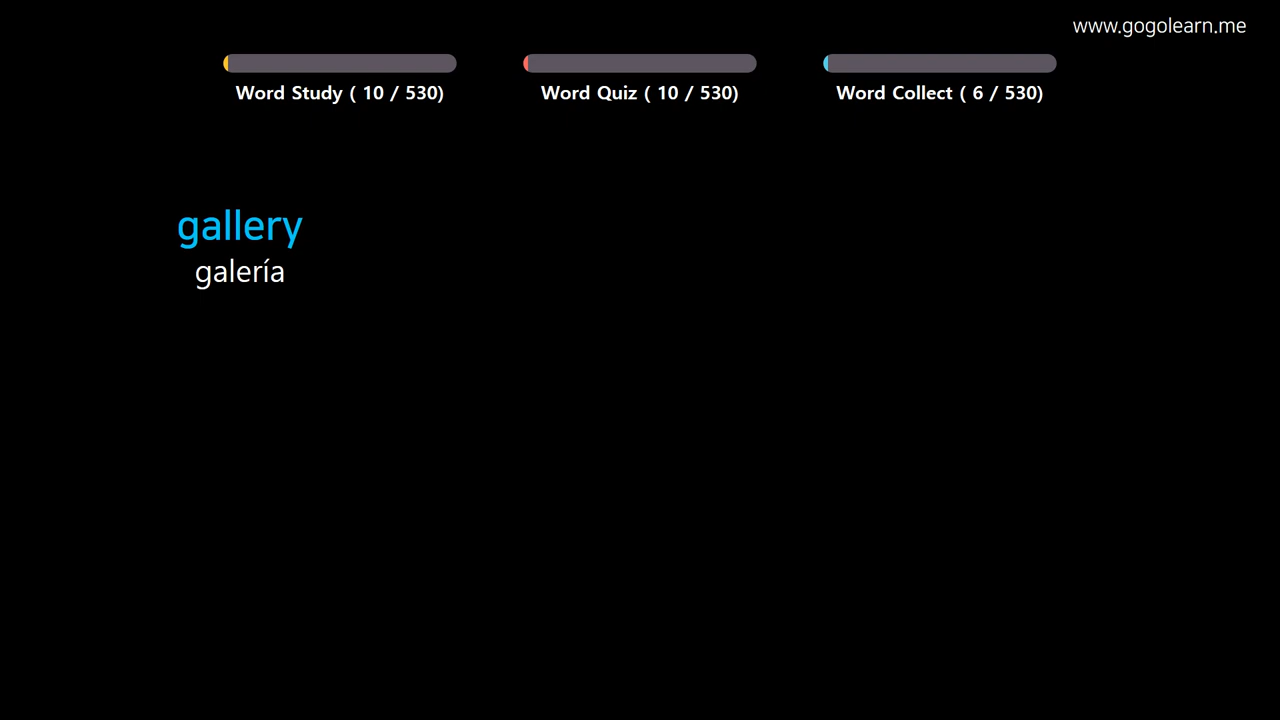 www.gogolearn.me
Word Study ( 10 / 530)
Word Quiz ( 10 / 530)
Word Collect ( 6 / 530)
gallery
galería